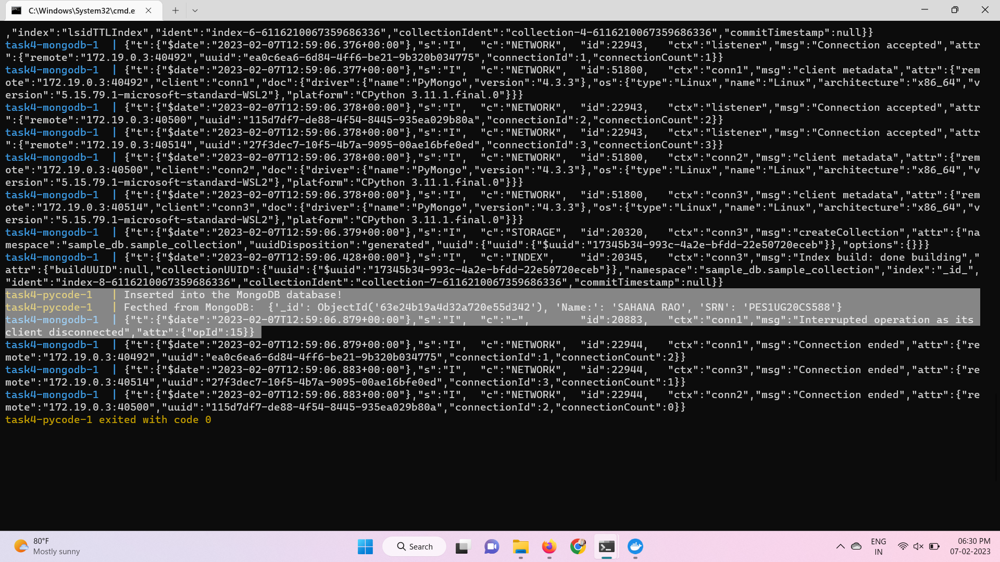 C:\Windows\System32\cmd.e
,"index":"lsidTTLIndex","ident":"index-6-6116210067359686336","collectionIdent":"collection-4-6116210067359686336","commitTimestamp":null}}
task4-mongodb-1  | {"t":{"$date":"2023-02-07T12:59:06.376+00:00"},"s":"I",  "c":"NETWORK",  "id":22943,   "ctx":"listener","msg":"Connection accepted","attr
":{"remote":"172.19.0.3:40492","uuid":"ea0c6ea6-6d84-4ff6-be21-9b320b034775","connectionId":1,"connectionCount":1}}
task4-mongodb-1  | {"t":{"$date":"2023-02-07T12:59:06.377+00:00"},"s":"I",  "c":"NETWORK",  "id":51800,   "ctx":"conn1","msg":"client metadata","attr":{"rem
ote":"172.19.0.3:40492","client":"conn1","doc":{"driver":{"name":"PyMongo","version":"4.3.3"},"os":{"type":"Linux","name":"Linux","architecture":"x86_64","v
ersion":"5.15.79.1-microsoft-standard-WSL2"},"platform":"CPython 3.11.1.final.0"}}}
task4-mongodb-1  | {"t":{"$date":"2023-02-07T12:59:06.378+00:00"},"s":"I",  "c":"NETWORK",  "id":22943,   "ctx":"listener","msg":"Connection accepted","attr
":{"remote":"172.19.0.3:40500","uuid":"115d7df7-de88-4f54-8445-935ea029b80a","connectionId":2,"connectionCount":2}}
task4-mongodb-1  | {"t":{"$date":"2023-02-07T12:59:06.378+00:00"},"s":"I",  "c":"NETWORK",  "id":22943,   "ctx":"listener","msg":"Connection accepted","attr
":{"remote":"172.19.0.3:40514","uuid":"27f3dec7-10f5-4b7a-9095-00ae16bfe0ed","connectionId":3,"connectionCount":3}}
task4-mongodb-1  | {"t":{"$date":"2023-02-07T12:59:06.378+00:00"},"s":"I",  "c":"NETWORK",  "id":51800,   "ctx":"conn2","msg":"client metadata","attr":{"rem
ote":"172.19.0.3:40500","client":"conn2","doc":{"driver":{"name":"PyMongo","version":"4.3.3"},"os":{"type":"Linux","name":"Linux","architecture":"x86_64","v
ersion":"5.15.79.1-microsoft-standard-WSL2"},"platform":"CPython 3.11.1.final.0"}}}
task4-mongodb-1  | {"t":{"$date":"2023-02-07T12:59:06.378+00:00"},"s":"I",  "c":"NETWORK",  "id":51800,   "ctx":"conn3","msg":"client metadata","attr":{"rem
ote":"172.19.0.3:40514","client":"conn3","doc":{"driver":{"name":"PyMongo","version":"4.3.3"},"os":{"type":"Linux","name":"Linux","architecture":"x86_64","v
ersion":"5.15.79.1-microsoft-standard-WSL2"},"platform":"CPython 3.11.1.final.0"}}}
task4-mongodb-1  | {"t":{"$date":"2023-02-07T12:59:06.379+00:00"},"s":"I",  "c":"STORAGE",  "id":20320,   "ctx":"conn3","msg":"createCollection","attr":{"na
mespace":"sample_db.sample_collection","uuidDisposition":"generated","uuid":{"uuid":{"$uuid":"17345b34-993c-4a2e-bfdd-22e50720eceb"}},"options":{}}}
task4-mongodb-1  | {"t":{"$date":"2023-02-07T12:59:06.428+00:00"},"s":"I",  "c":"INDEX",    "id":20345,   "ctx":"conn3","msg":"Index build: done building","
attr":{"buildUUID":null,"collectionUUID":{"uuid":{"$uuid":"17345b34-993c-4a2e-bfdd-22e50720eceb"}},"namespace":"sample_db.sample_collection","index":"_id_",
"ident":"index-8-6116210067359686336","collectionIdent":"collection-7-6116210067359686336","commitTimestamp":null}}
task4-pycode-1   | Inserted into the MongoDB database!
task4-pycode-1   | Fecthed from MongoDB:  {'_id': ObjectId('63e24b19a4d32a720e55d342'), 'Name:': 'SAHANA RAO', 'SRN': 'PES1UG20CS588'}
task4-mongodb-1  | {"t":{"$date":"2023-02-07T12:59:06.879+00:00"},"s":"I",  "c":"-",        "id":20883,   "ctx":"conn1","msg":"Interrupted operation as its
client disconnected","attr":{"opId":15}}
task4-mongodb-1  | {"t":{"$date":"2023-02-07T12:59:06.879+00:00"},"s":"I",  "c":"NETWORK",  "id":22944,   "ctx":"conn1","msg":"Connection ended","attr":{"re
mote":"172.19.0.3:40492","uuid":"ea0c6ea6-6d84-4ff6-be21-9b320b034775","connectionId":1,"connectionCount":2}}
task4-mongodb-1  | {"t":{"$date":"2023-02-07T12:59:06.883+00:00"},"s":"I",  "c":"NETWORK",  "id":22944,   "ctx":"conn3","msg":"Connection ended","attr":{"re
mote":"172.19.0.3:40514","uuid":"27f3dec7-10f5-4b7a-9095-00ae16bfe0ed","connectionId":3,"connectionCount":1}}
task4-mongodb-1  | {"t":{"$date":"2023-02-07T12:59:06.883+00:00"},"s":"I",  "c":"NETWORK",  "id":22944,   "ctx":"conn2","msg":"Connection ended","attr":{"re
mote":"172.19.0.3:40500","uuid":"115d7df7-de88-4f54-8445-935ea029b80a","connectionId":2,"connectionCount":0}}
task4-pycode-1 exited with code 0
80°F
Mostly sunny
Search
ENG
IN
06:30 PM
07-02-2023